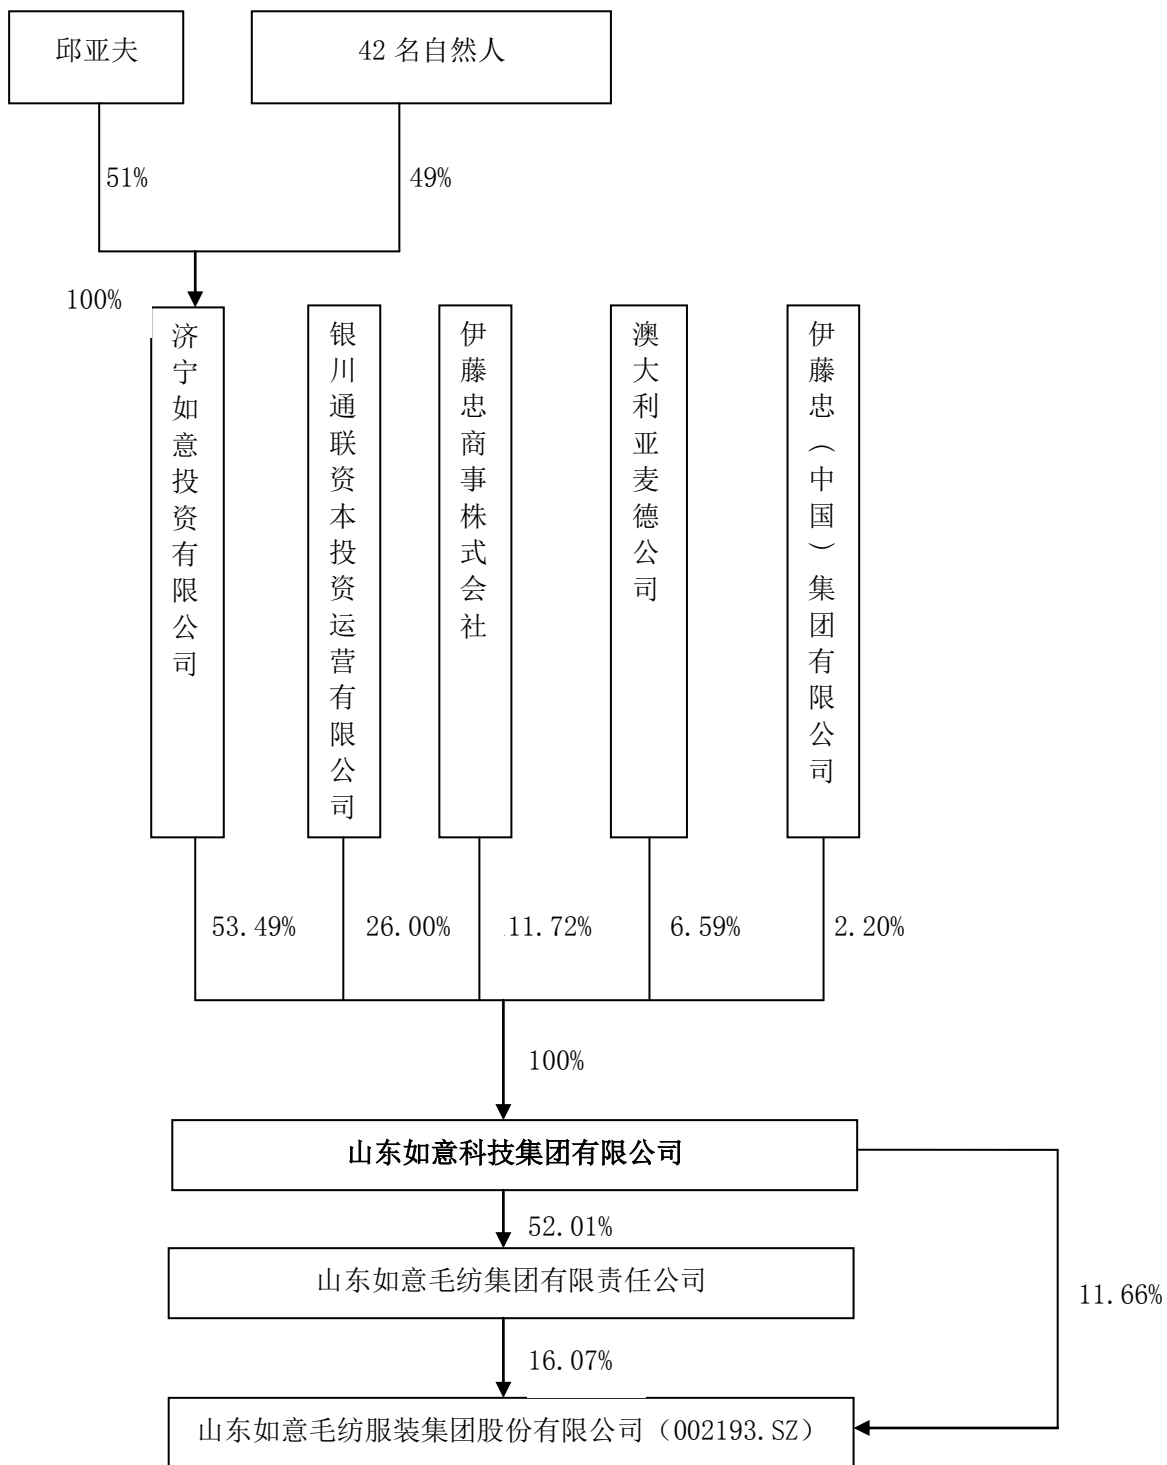 邱亚夫
42 名自然人
51%
49%
100%
济宁如意投资有限公司
银川通联资本投资运营有限公司
伊藤忠商事株式会社
澳大利亚麦德公司
伊藤忠（中国）集团有限公司
53.49%
26.00%
11.72%
6.59%
2.20%
100%
山东如意科技集团有限公司
52.01%
山东如意毛纺集团有限责任公司
11.66%
16.07%
山东如意毛纺服装集团股份有限公司（002193.SZ）